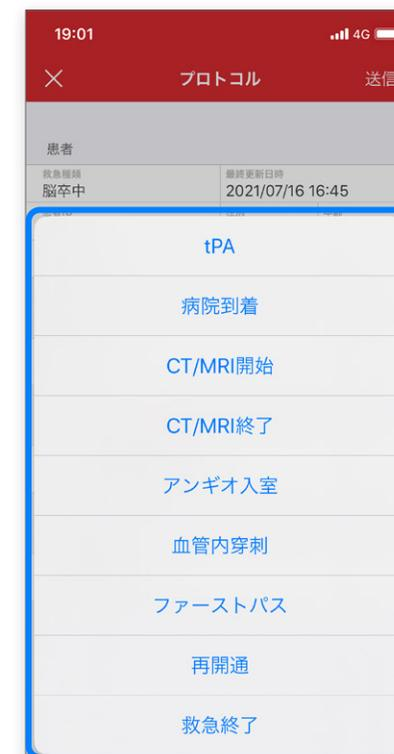 19:01 4G
プロトコル 送信
患者
救急種類 最終更新日時
脳卒中 2021/07/16 16:45
tPA
病院到着
CT/MRI開始
CT/MRI終了
アンギオ入室
血管内穿刺
ファーストパス
再開通
救急終了